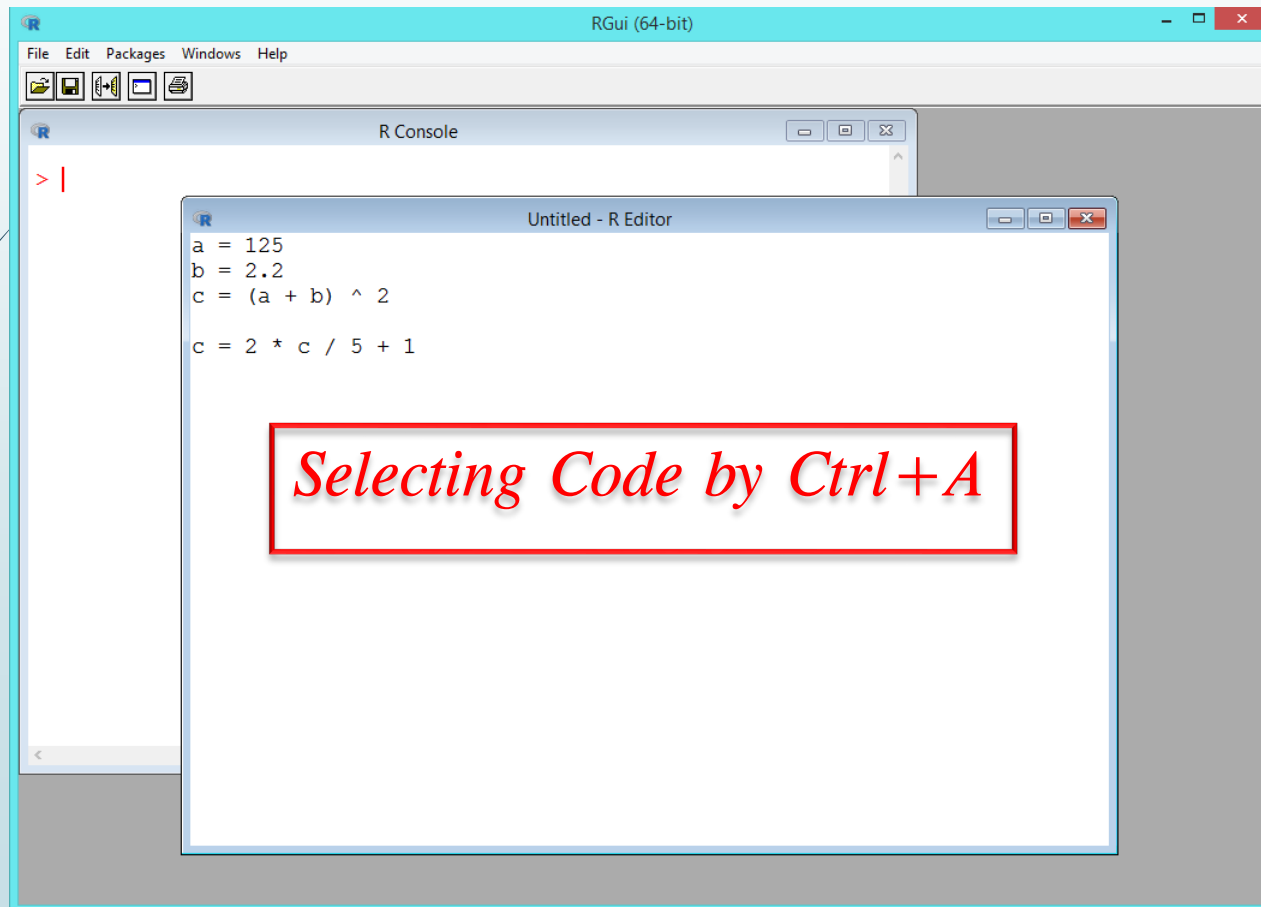 RGui (64-bit)
File Edit Packages Windows Help
R Console
>
Untitled - R Editor
a = 125
b = 2.2
c = (a + b) ^ 2
c = 2 * c / 5 + 1
Selecting Code by Ctrl+A